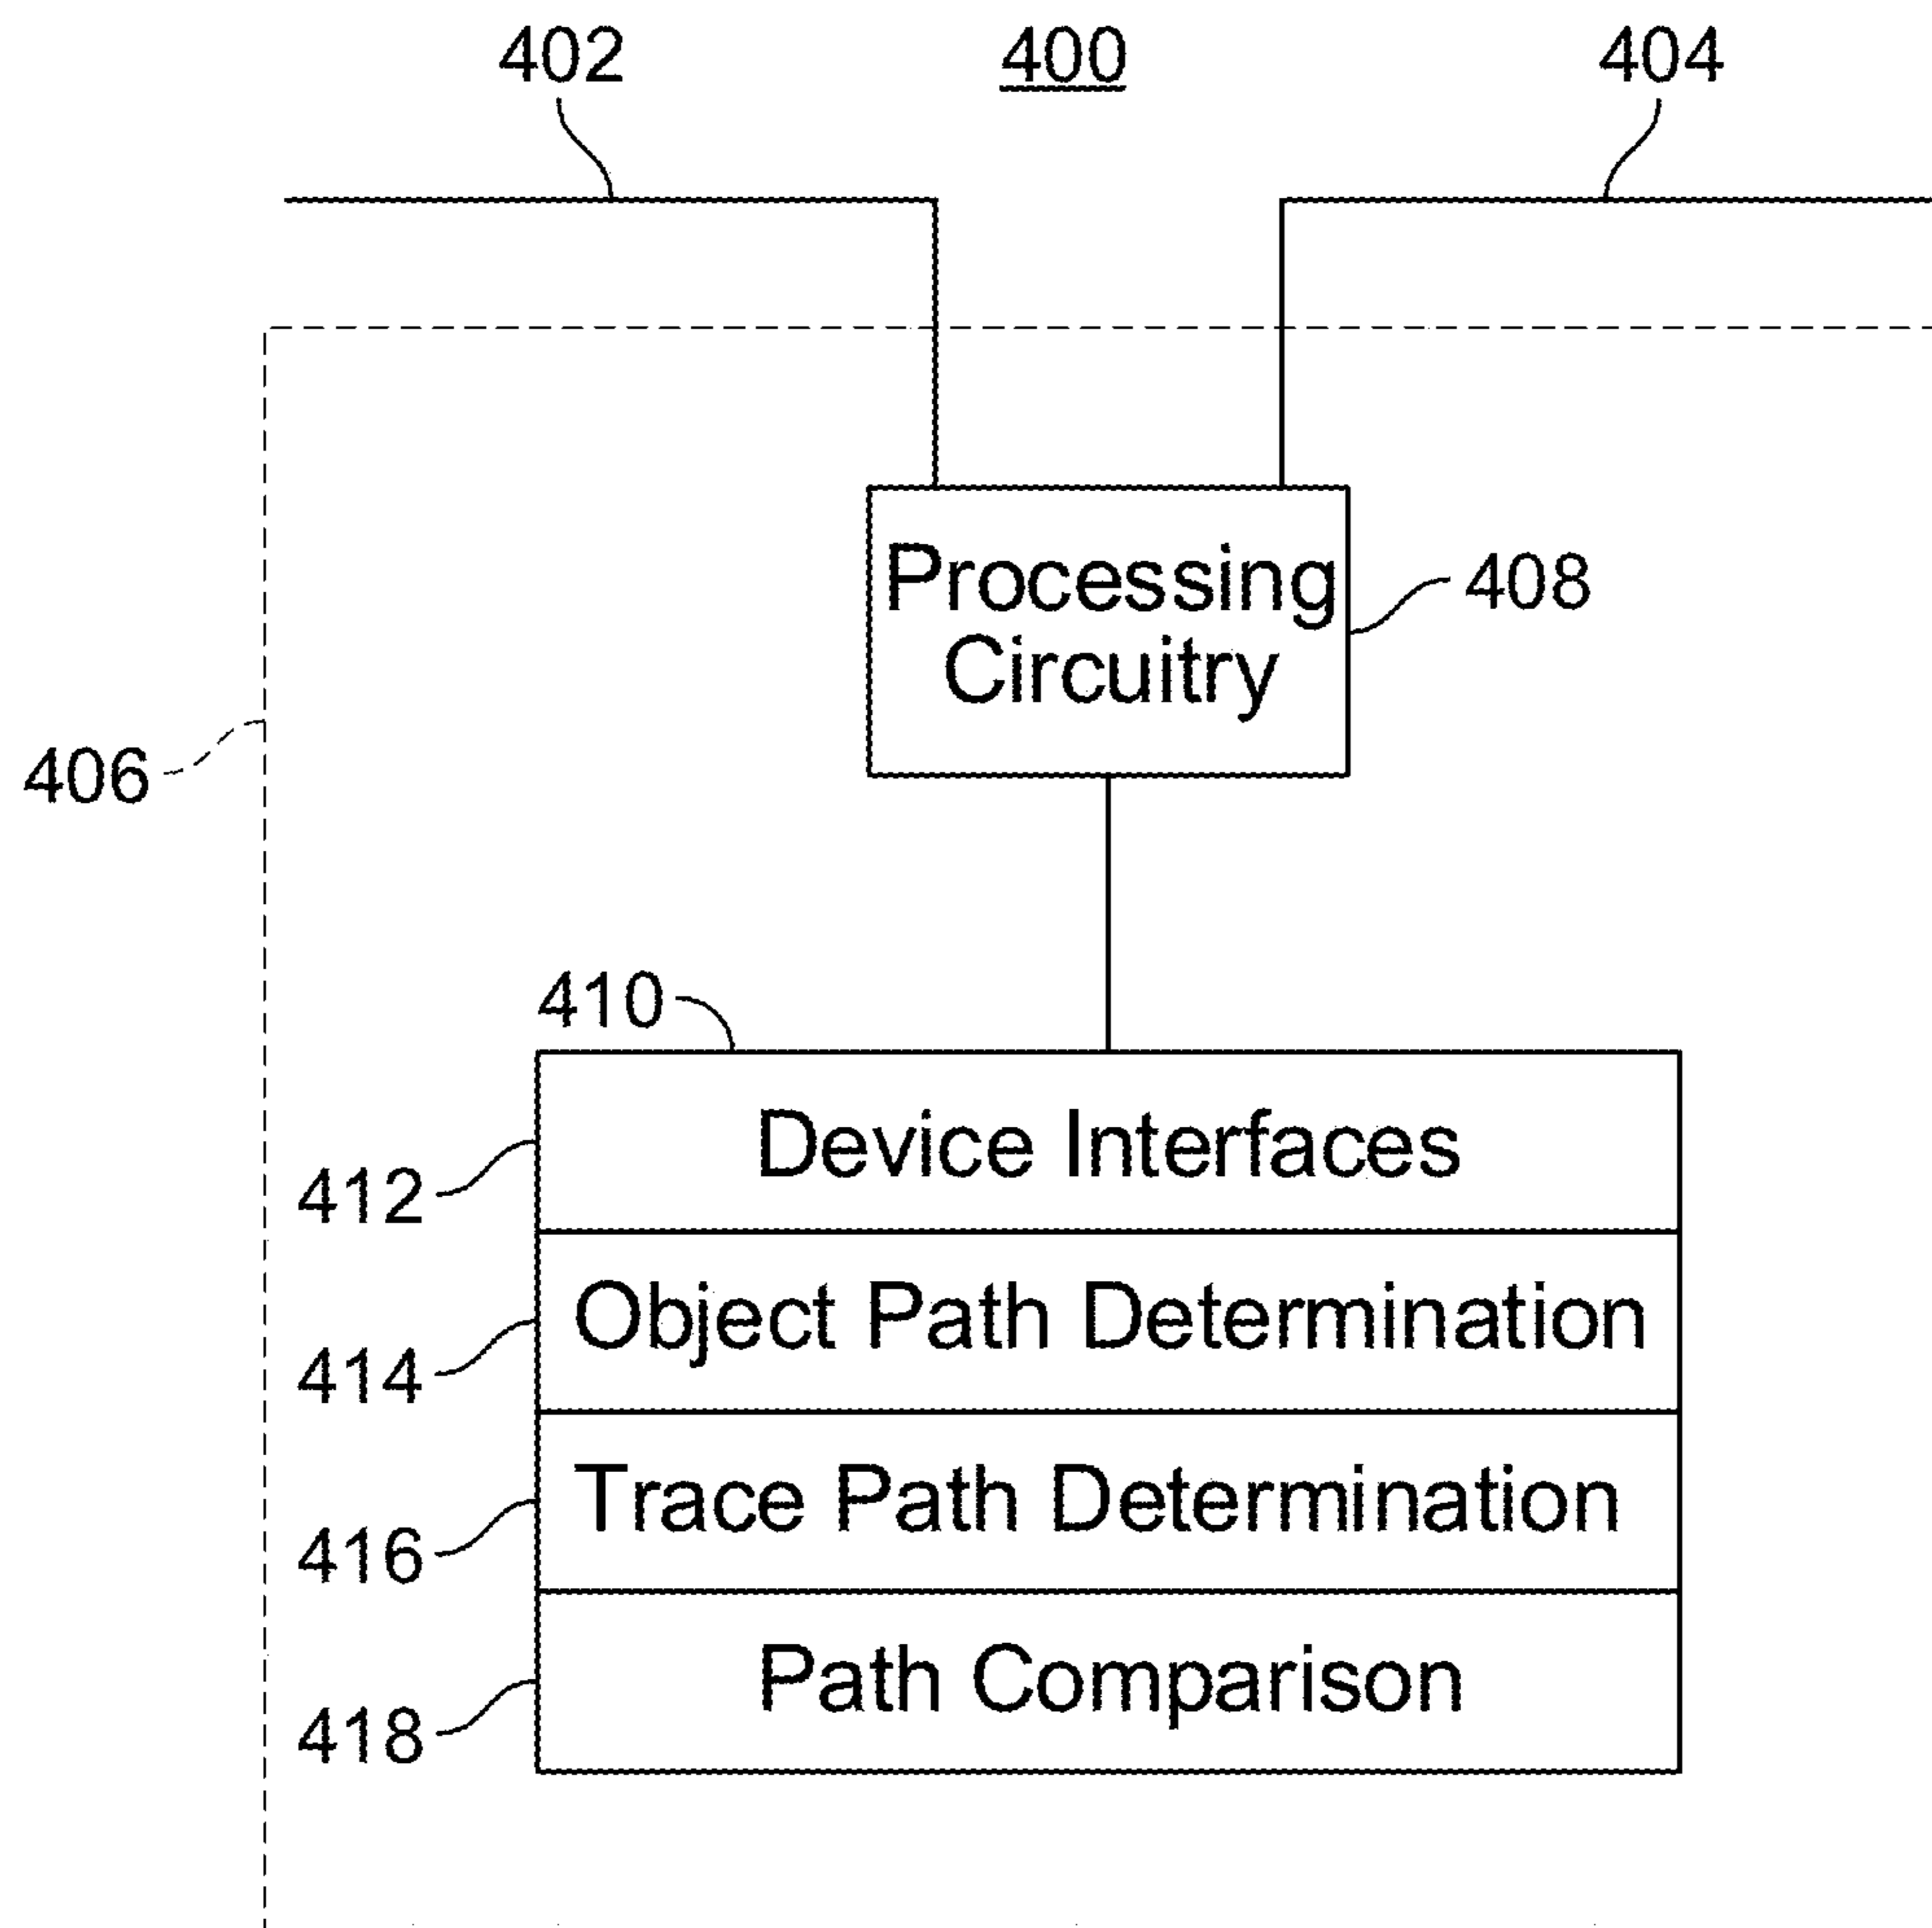 402
400
404
Processing
Circuitry
408
406
410
Device Interfaces
412
Object Path Determination
414
Trace Path Determination
416
Path Comparison
418